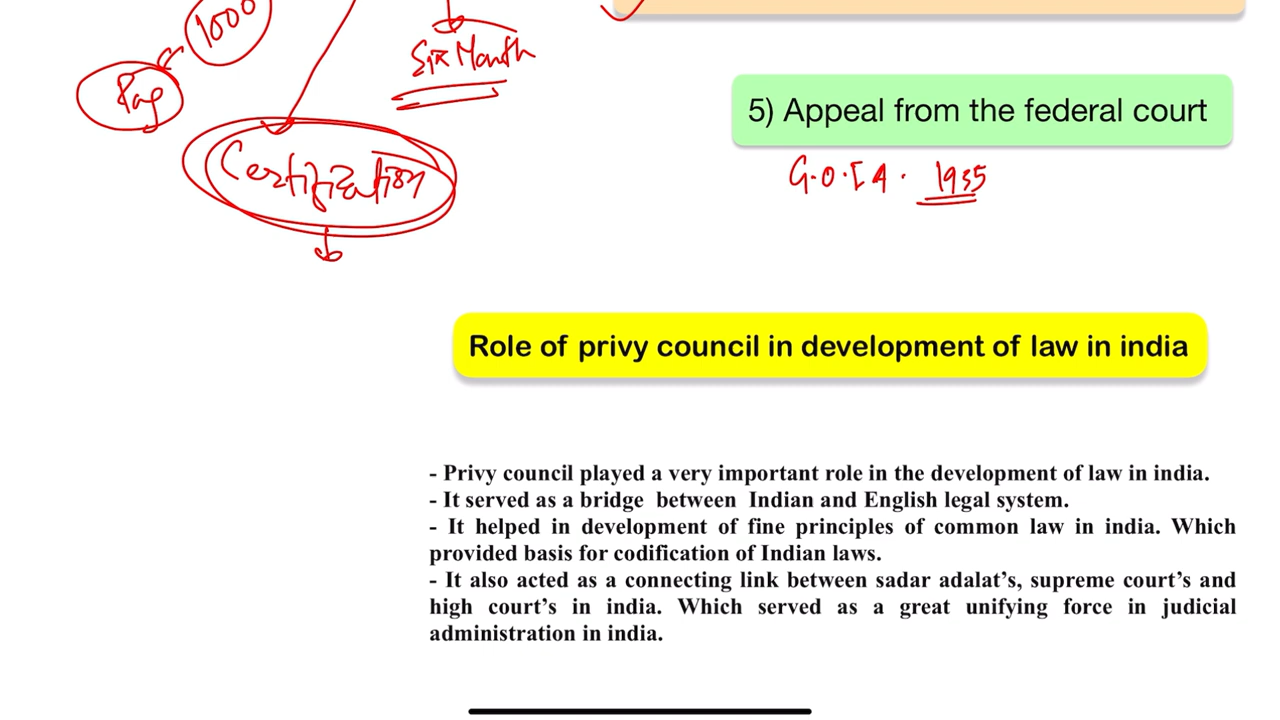 1000
Six Month
5) Appeal from the federal court
Certifization
G.O.I A. 1935
Role of privy council in development of law in india
- Privy council played a very important role in the development of law in india.
- It served as a bridge between Indian and English legal system.
- It helped in development of fine principles of common law in india. Which
provided basis for codification of Indian laws.
- It also acted as a connecting link between sadar adalat’s, supreme court’s and
high court’s in india. Which served as a great unifying force in judicial
administration in india.